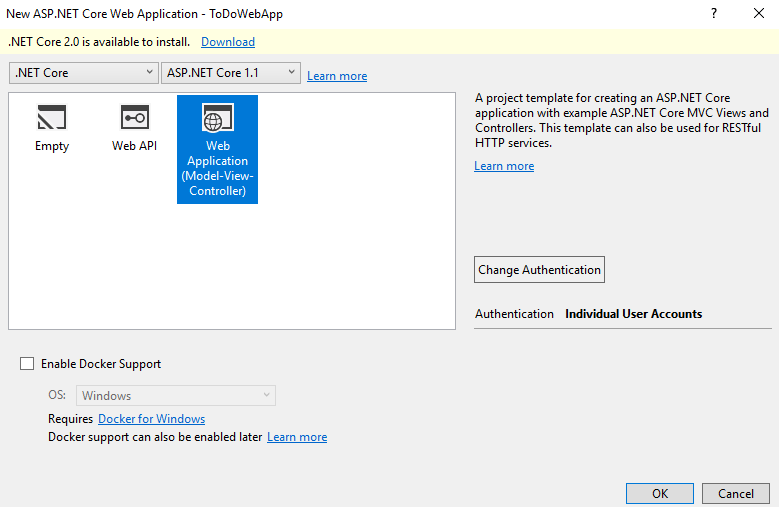 New ASP.NET Core Web Application - ToDoWebApp
.NET Core 2.0 is available to install. Download
.NET Core ASP.NET Core 1.1 Learn more
Empty
Web API
Web
Application
(Model-View-
Controller)
A project template for creating an ASP.NET Core
application with example ASP.NET Core MVC Views and
Controllers. This template can also be used for RESTful
HTTP services.
Learn more
Change Authentication
Authentication Individual User Accounts
Enable Docker Support
OS: Windows
Requires Docker for Windows
Docker support can also be enabled later Learn more
OK Cancel